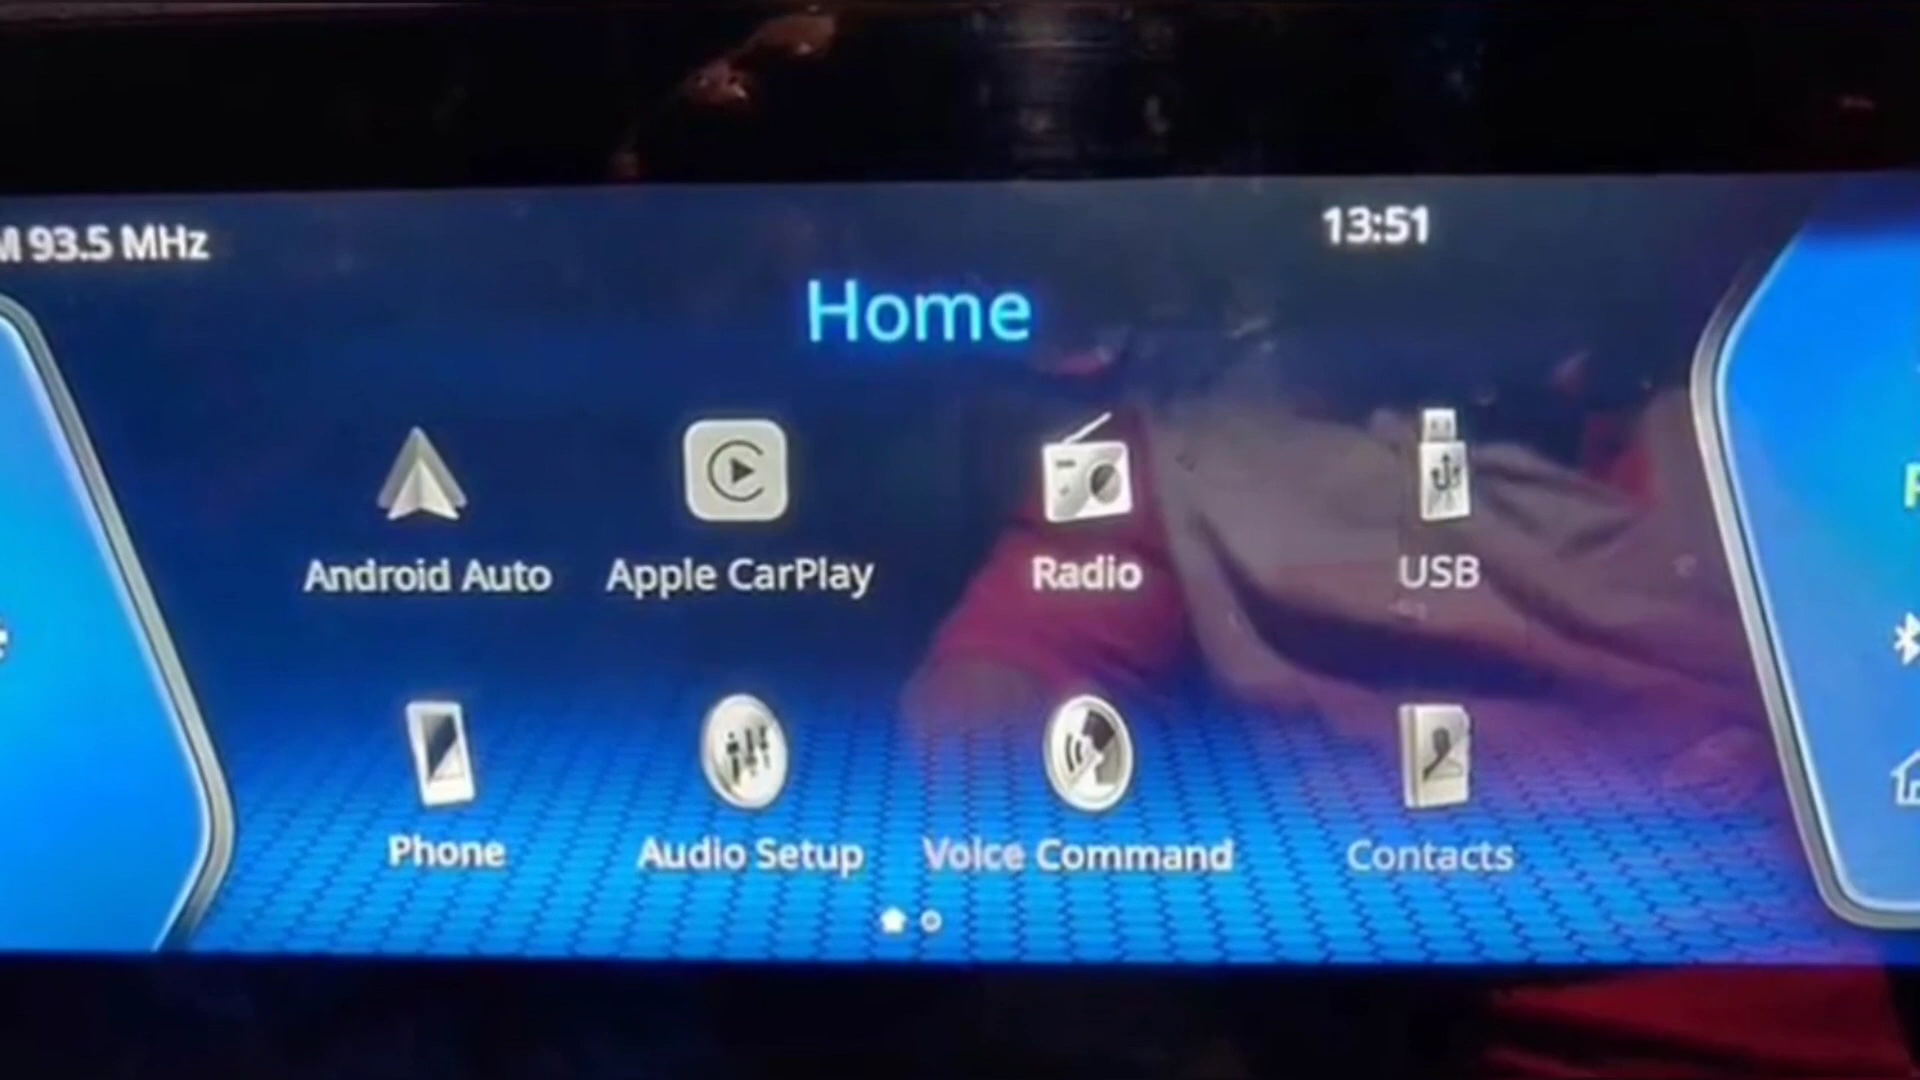 M 93.5 MHz
13:51
Home
Android Auto
Apple CarPlay
Radio
USB
Phone
Audio Setup
Voice Command
Contacts